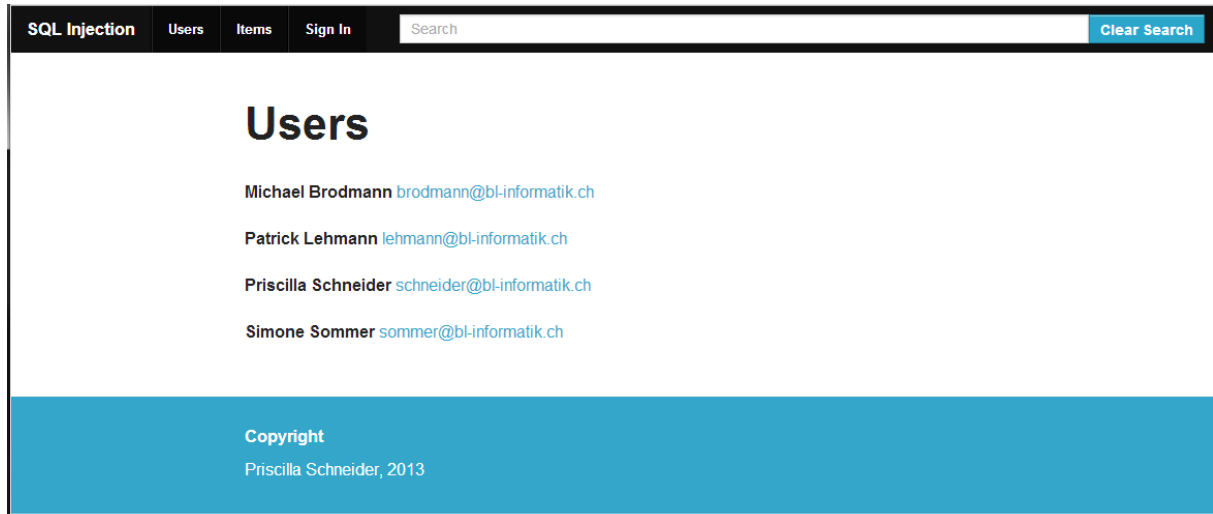 SQL Injection Users Items Sign In Search Clear Search
Users
Michael Brodmann brodmann@bl-informatik.ch
Patrick Lehmann lehmann@bl-informatik.ch
Priscilla Schneider schneider@bl-informatik.ch
Simone Sommer sommer@bl-informatik.ch
Copyright
Priscilla Schneider, 2013